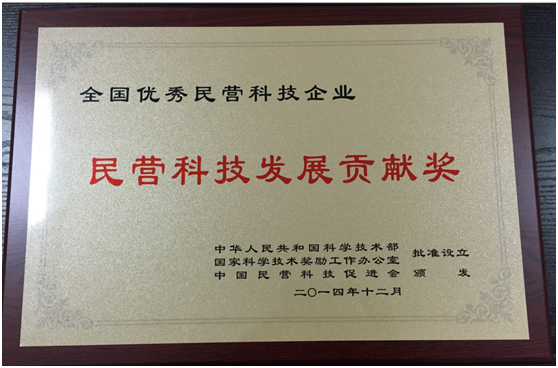 全国优秀民营科技企业
民营科技发展贡献奖
中华人民共和国科学技术部
国家科学技术奖励工作办公室 批准设立
中国民营科技促进会 颁发
二〇一四年十二月